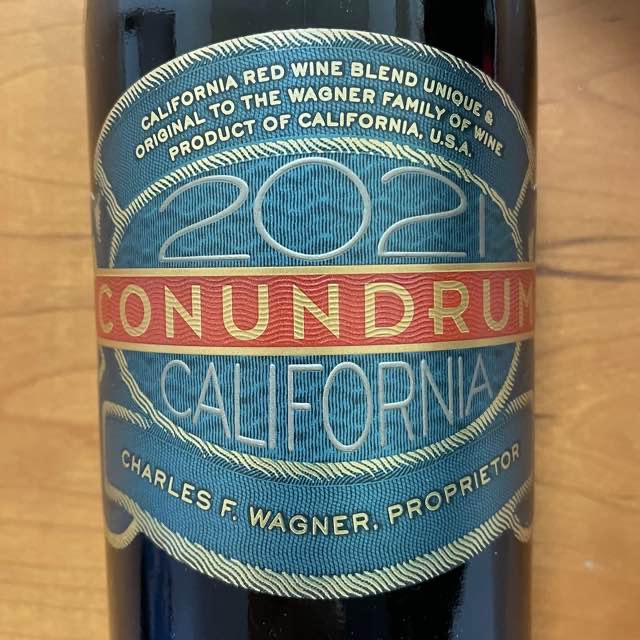 CALIFORNIA RED WINE BLEND UNIQUE &
ORIGINAL TO THE WAGNER FAMILY OF WINE
PRODUCT OF CALIFORNIA, U.S.A.
2021
CONUNDRUM
CALIFORNIA
CHARLES F. WAGNER, PROPRIETOR